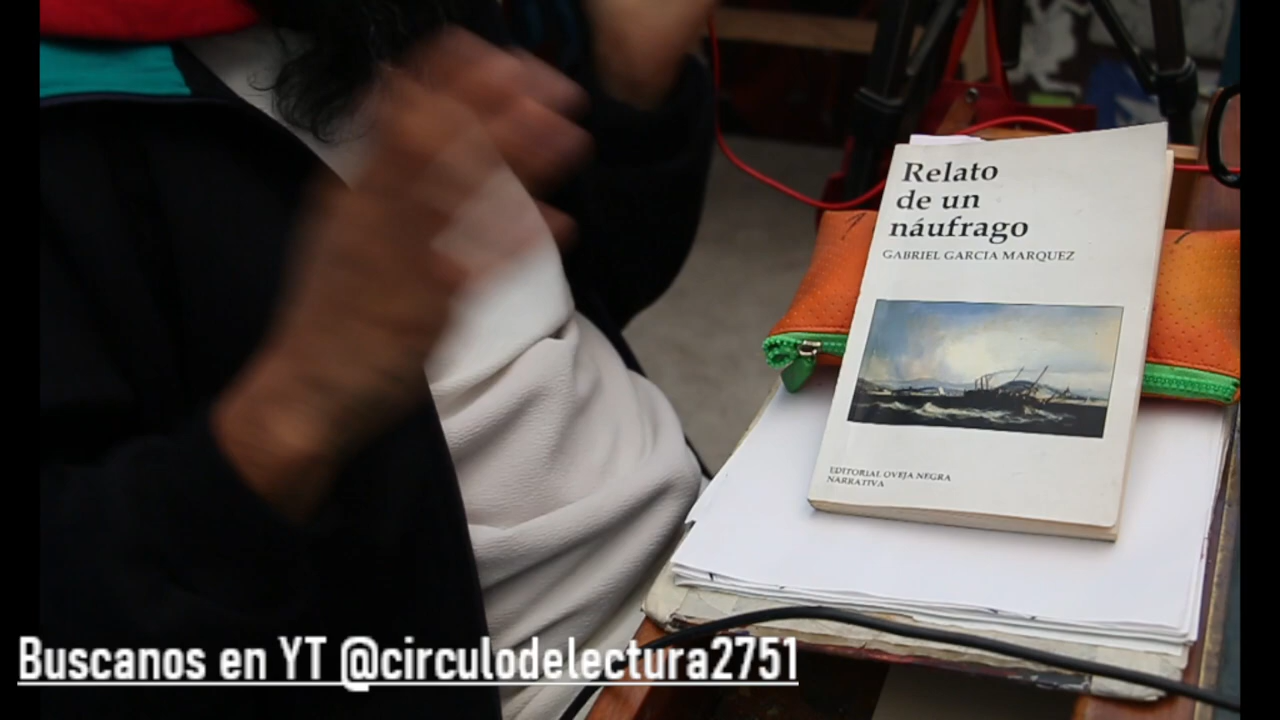 Relato
de un
náufrago
GABRIEL GARCIA MARQUEZ
EDITORIAL OVEJA NEGRA
NARRATIVA
Buscanos en YT @circulodelectura2751